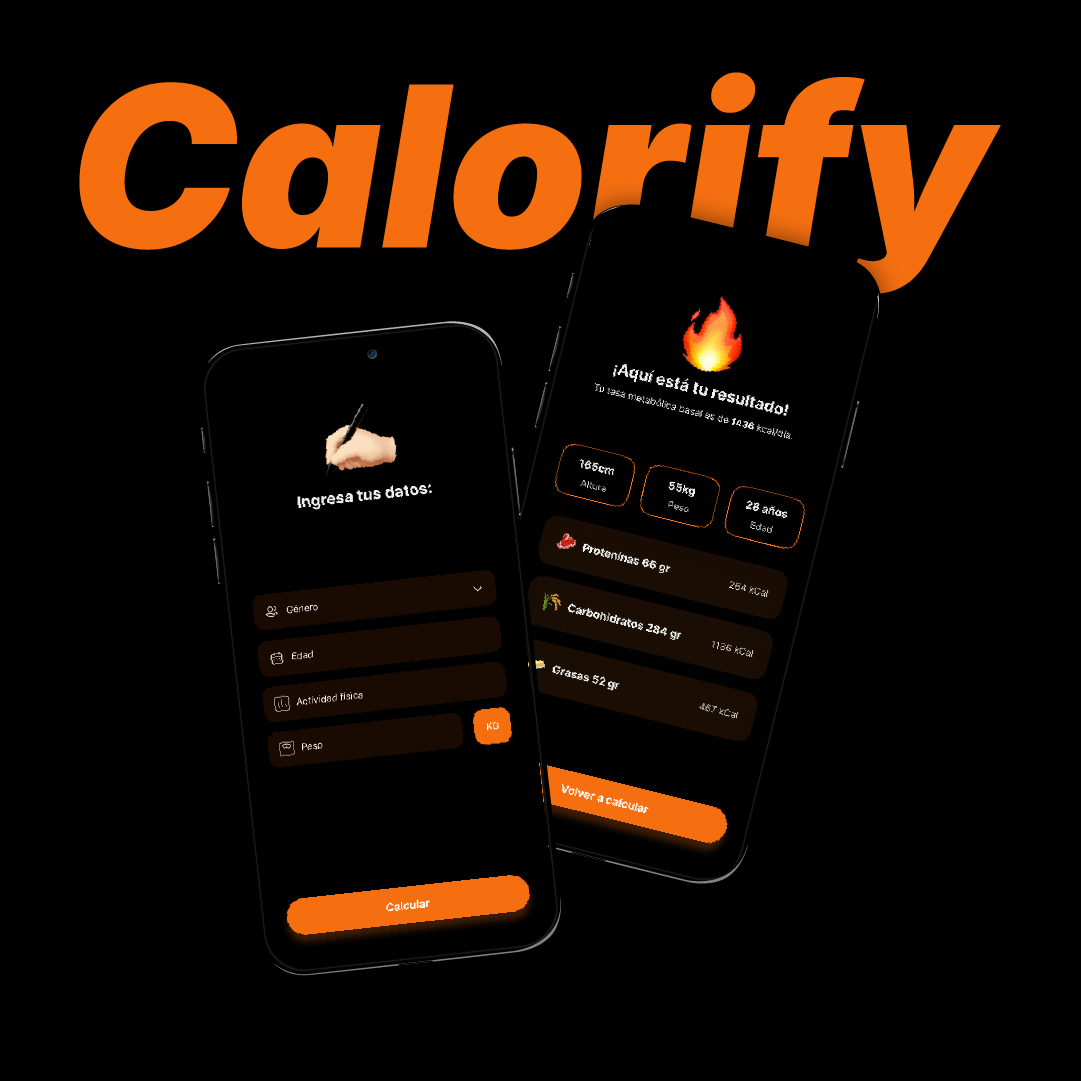 Calorify
Ingresa tus datos:
Género
Edad
Actividad física
Peso
KG
Calcular
¡Aquí está tu resultado!
Tu tasa metabólica basal es de 1436 kcal/día.
165cm
Altura
55kg
Peso
26 años
Edad
Proteninas 66 gr
264 kCal
Carbohidratos 284 gr
1136 kCal
Grasas 52 gr
467 kCal
Volver a calcular